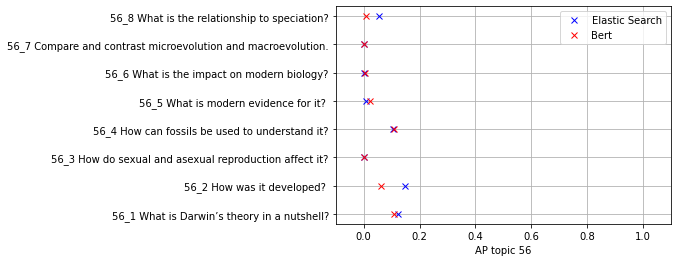 56_8 What is the relationship to speciation?
56_7 Compare and contrast microevolution and macroevolution.
56_6 What is the impact on modern biology?
56_5 What is modern evidence for it?
56_4 How can fossils be used to understand it?
56_3 How do sexual and asexual reproduction affect it?
56_2 How was it developed?
56_1 What is Darwin’s theory in a nutshell?
Elastic Search
Bert
0.0 0.2 0.4 0.6 0.8 1.0
AP topic 56